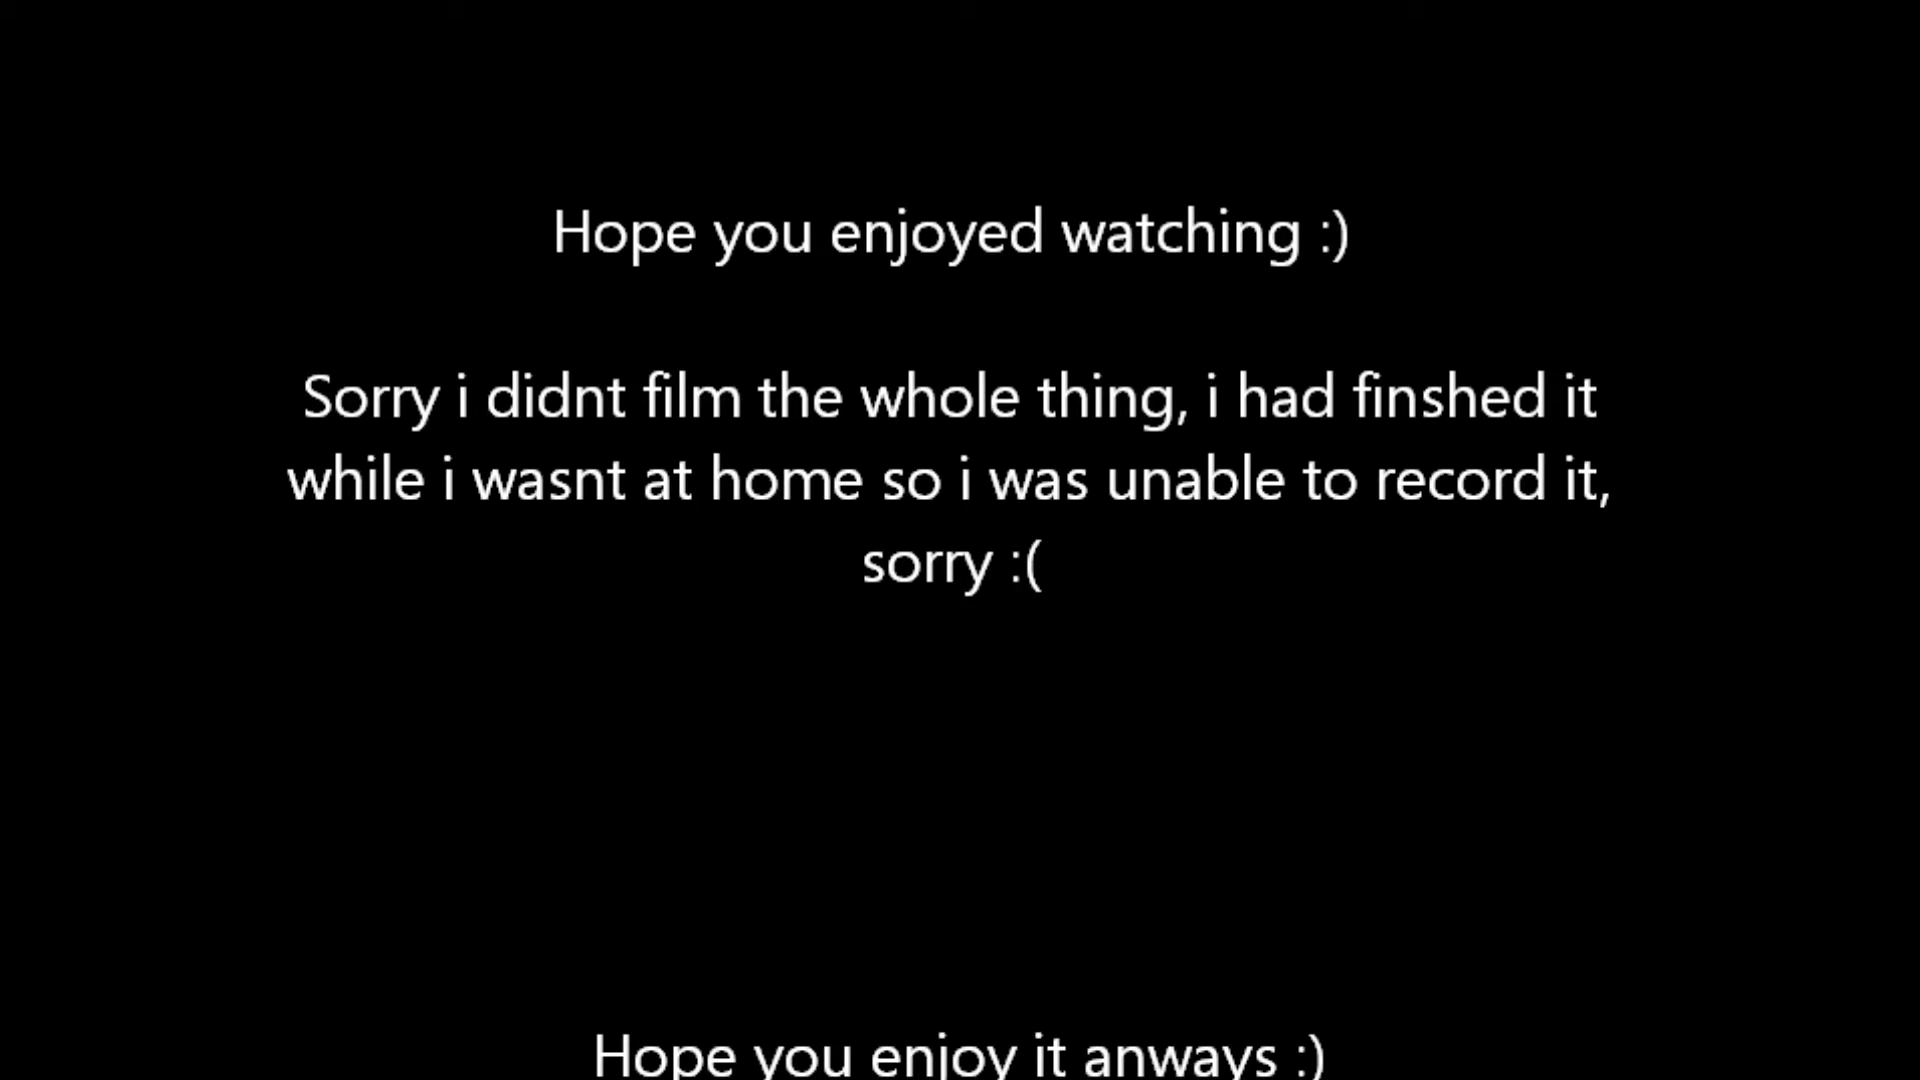 Hope you enjoyed watching :)
Sorry i didnt film the whole thing, i had finshed it
while i wasnt at home so i was unable to record it,
sorry :(
Hope you enjoy it anways :)